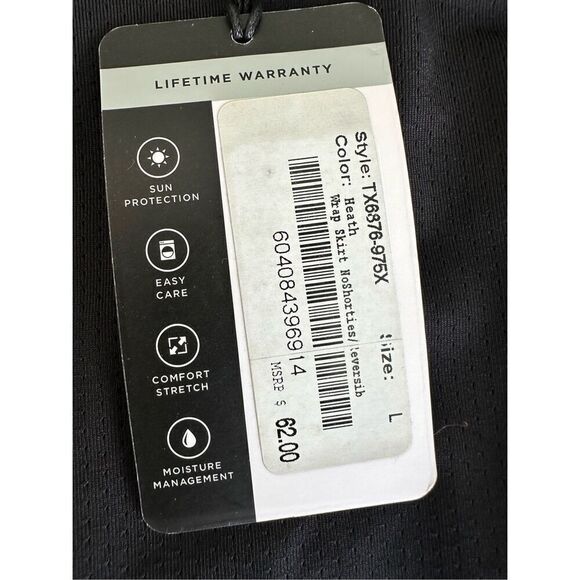 LIFETIME WARRANTY
SUN
PROTECTION
EASY
CARE
COMFORT
STRETCH
MOISTURE
MANAGEMENT
Style: TX6876-975X
Size: L
Color: Heath
Wrap Skirt NoShorties/Reversib
604084396914
MSRP $ 62.00